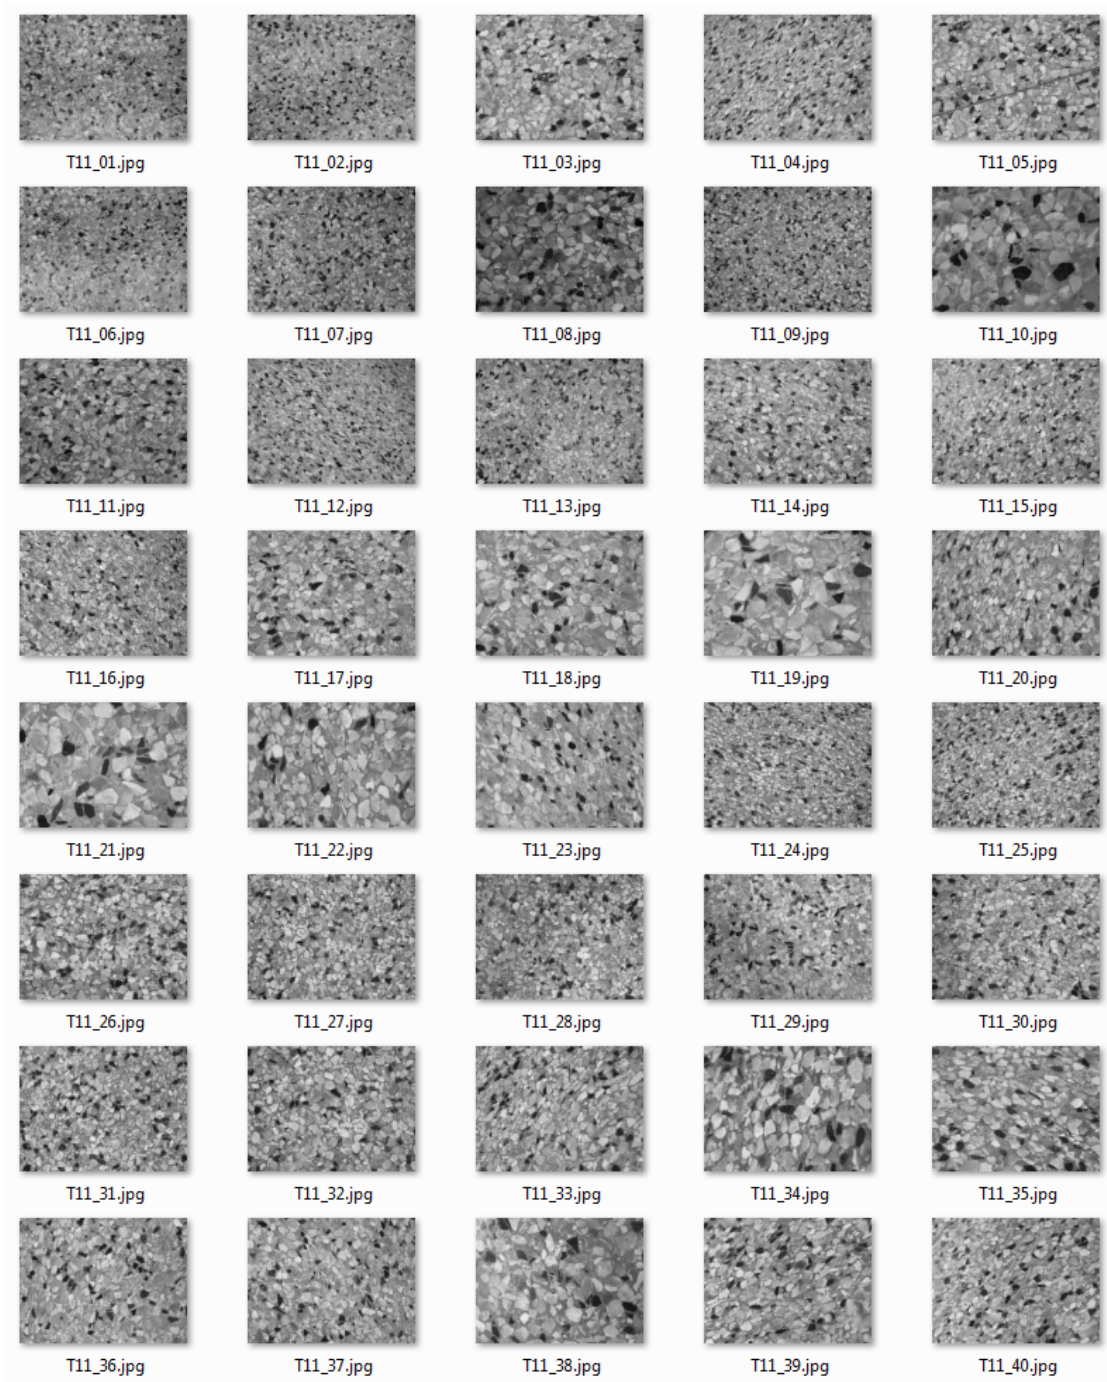 T11_01.jpg T11_02.jpg T11_03.jpg T11_04.jpg T11_05.jpg
T11_06.jpg T11_07.jpg T11_08.jpg T11_09.jpg T11_10.jpg
T11_11.jpg T11_12.jpg T11_13.jpg T11_14.jpg T11_15.jpg
T11_16.jpg T11_17.jpg T11_18.jpg T11_19.jpg T11_20.jpg
T11_21.jpg T11_22.jpg T11_23.jpg T11_24.jpg T11_25.jpg
T11_26.jpg T11_27.jpg T11_28.jpg T11_29.jpg T11_30.jpg
T11_31.jpg T11_32.jpg T11_33.jpg T11_34.jpg T11_35.jpg
T11_36.jpg T11_37.jpg T11_38.jpg T11_39.jpg T11_40.jpg